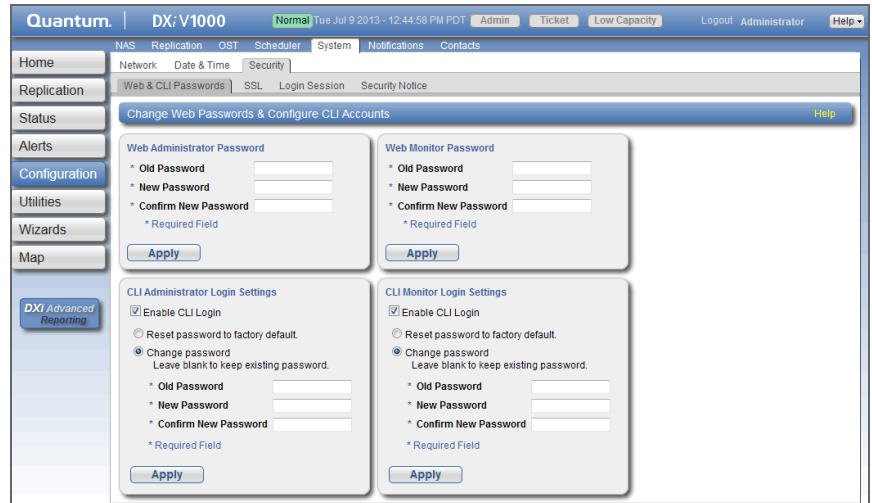 Quantum. DXi V1000 Normal Tue Jul 9 2013 - 12:44:58 PM PDT Admin Ticket Low Capacity Logout Administrator Help
NAS Replication OST Scheduler System Notifications Contacts
Network Date & Time Security
Web & CLI Passwords SSL Login Session Security Notice
Home
Replication
Status
Alerts
Configuration
Utilities
Wizards
Map
DXi Advanced
Reporting
Change Web Passwords & Configure CLI Accounts Help
Web Administrator Password
* Old Password
* New Password
* Confirm New Password
* Required Field
Apply
Web Monitor Password
* Old Password
* New Password
* Confirm New Password
* Required Field
Apply
CLI Administrator Login Settings
Enable CLI Login
Reset password to factory default.
Change password
Leave blank to keep existing password.
* Old Password
* New Password
* Confirm New Password
* Required Field
Apply
CLI Monitor Login Settings
Enable CLI Login
Reset password to factory default.
Change password
Leave blank to keep existing password.
* Old Password
* New Password
* Confirm New Password
* Required Field
Apply